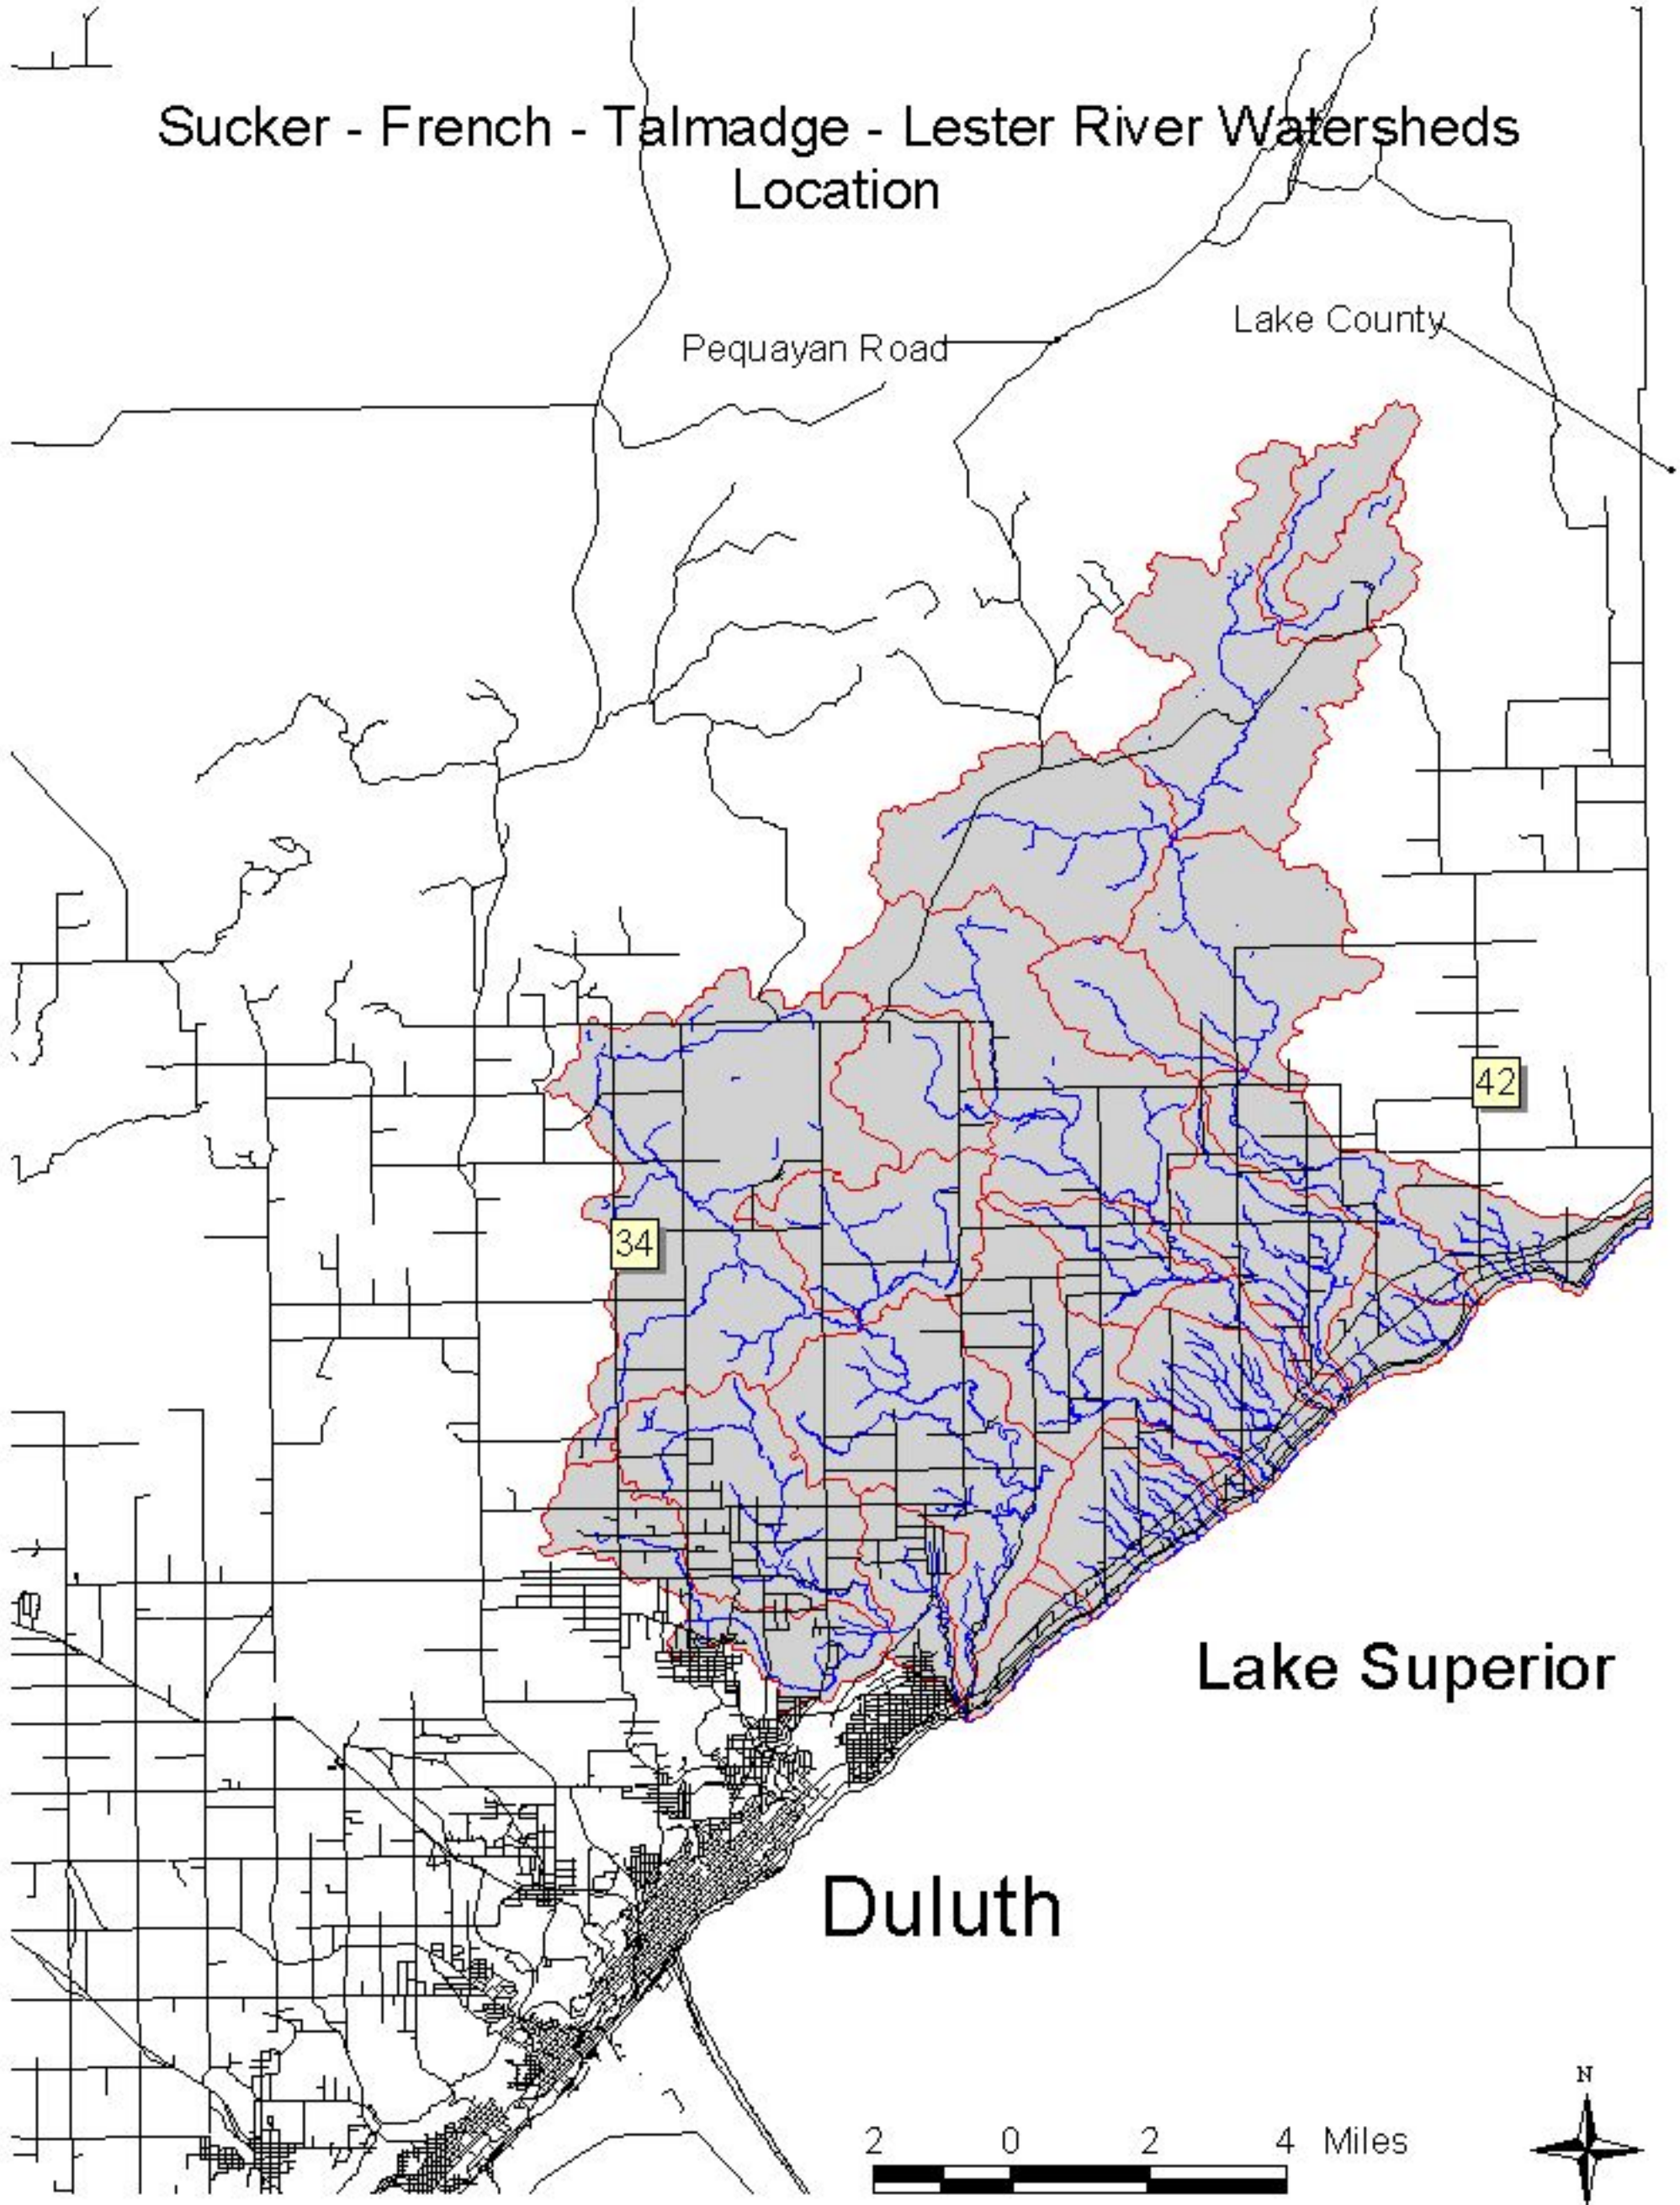 Sucker - French - Talmadge - Lester River Watersheds
Location
Lake County
Pequayan Road
42
34
Lake Superior
Duluth
N
2 0 2 4 Miles